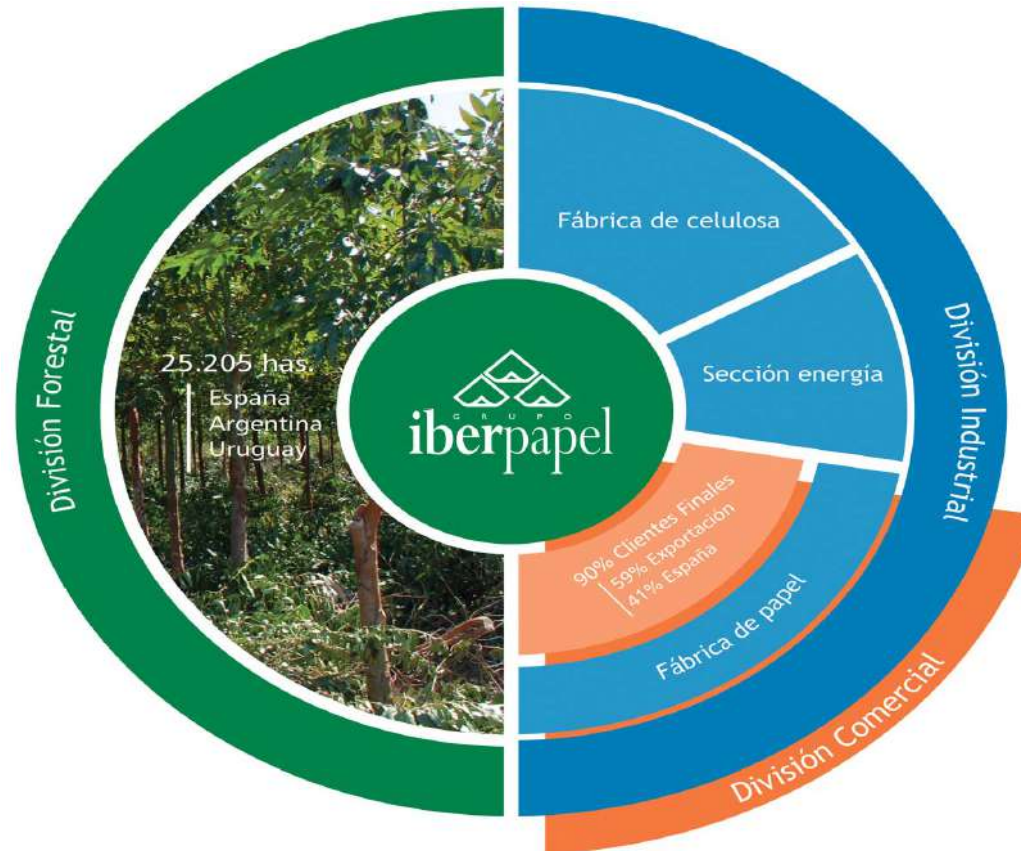 División Forestal
25.205 has.
España
Argentina
Uruguay
GRUPO
iberpapel
Fábrica de celulosa
Sección energía
División Industrial
90% Clientes Finales
59% Exportación
41% España
Fábrica de papel
División Comercial